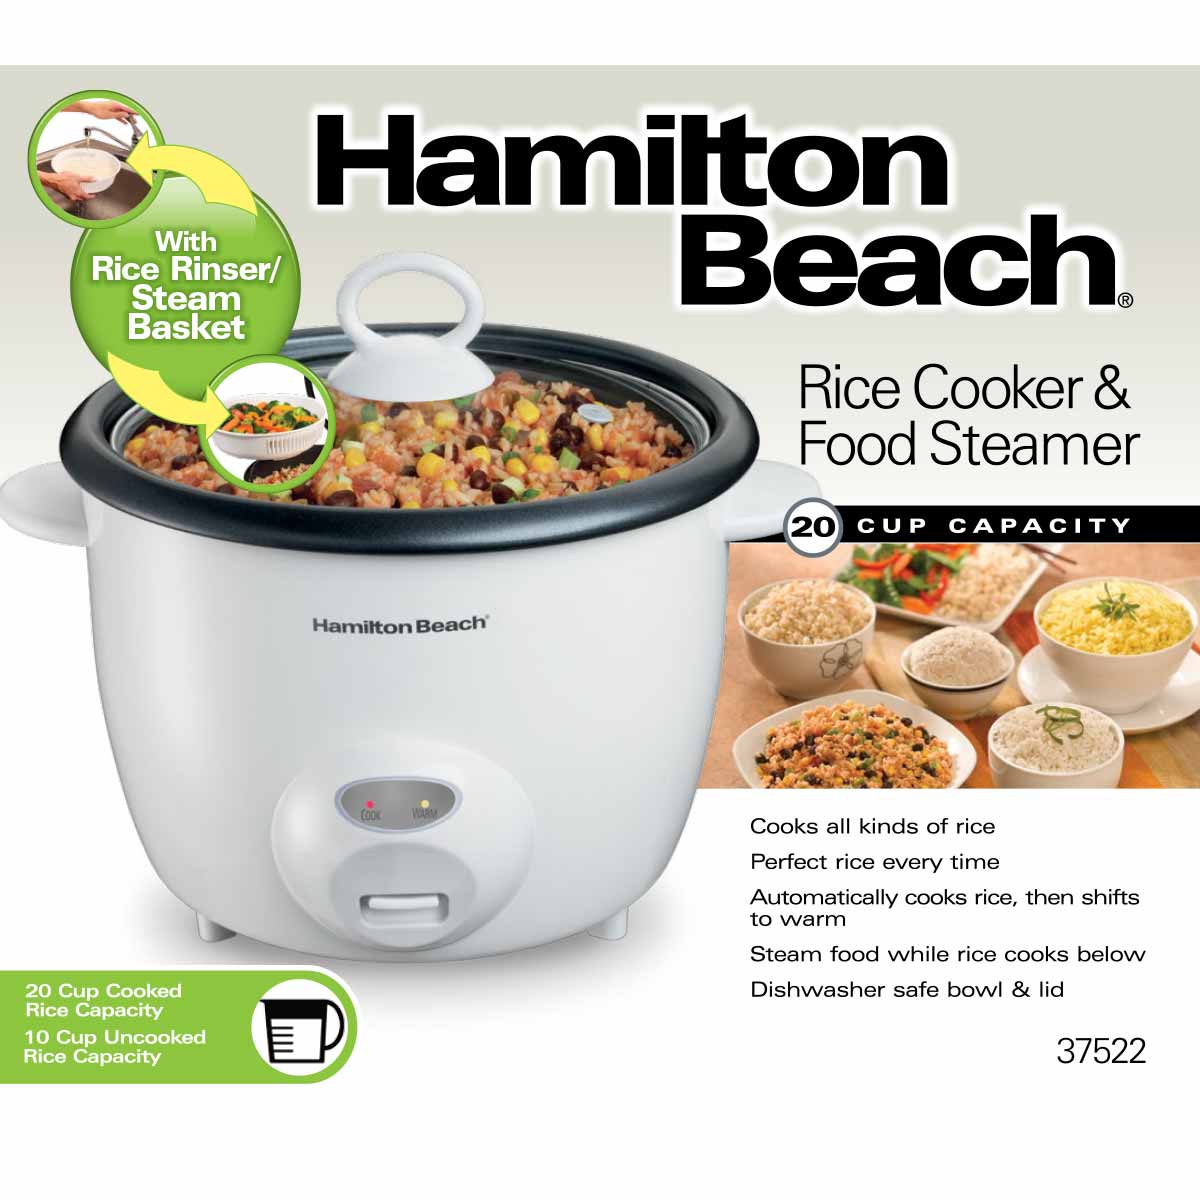 Hamilton
Beach®
With
Rice Rinser/
Steam
Basket
Rice Cooker &
Food Steamer
20 CUP CAPACITY
Hamilton Beach®
COOK WARM
Cooks all kinds of rice
Perfect rice every time
Automatically cooks rice, then shifts
to warm
Steam food while rice cooks below
Dishwasher safe bowl & lid
37522
20 Cup Cooked
Rice Capacity
10 Cup Uncooked
Rice Capacity